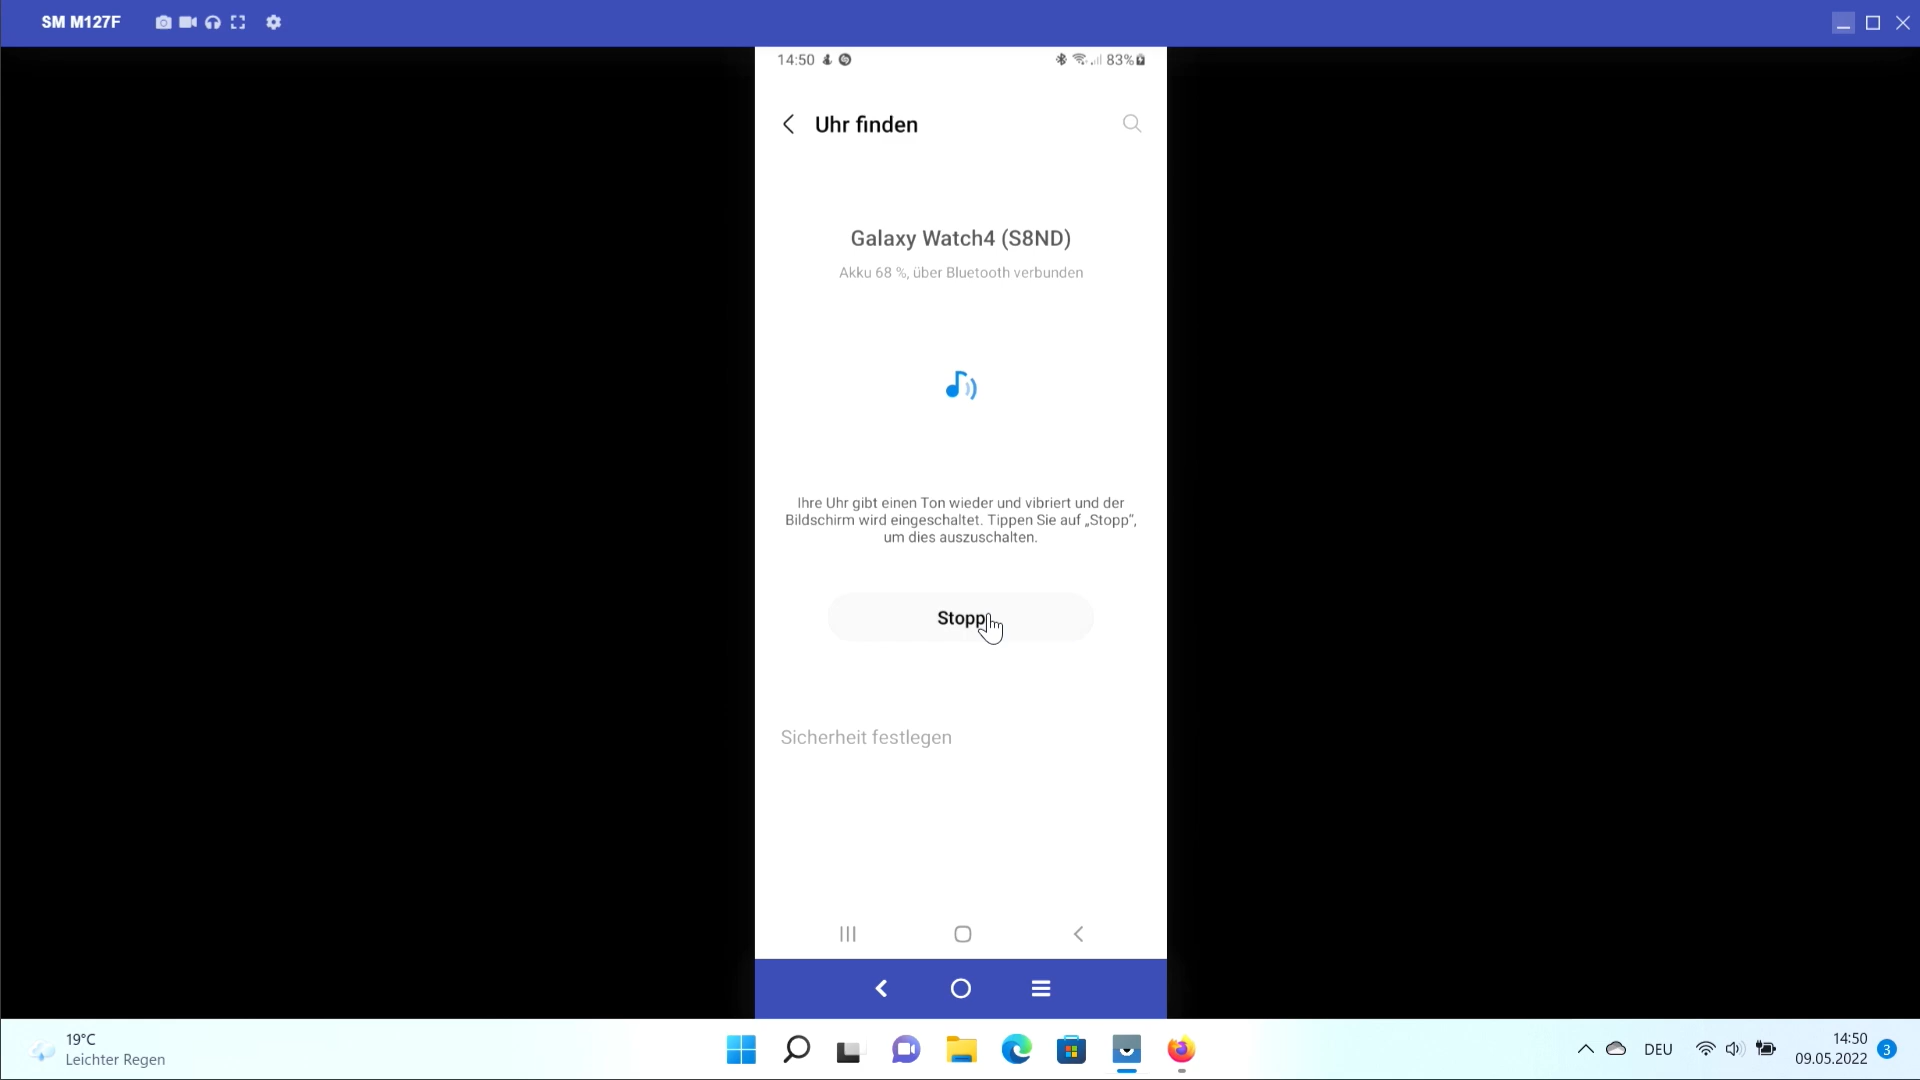 SM M127F
14:50
83%
Uhr finden
Galaxy Watch4 (S8ND)
Akku 68 %, über Bluetooth verbunden
Ihre Uhr gibt einen Ton wieder und vibriert und der
Bildschirm wird eingeschaltet. Tippen Sie auf „Stopp“,
um dies auszuschalten.
Stopp
Sicherheit festlegen
19°C
Leichter Regen
DEU
14:50
09.05.2022
3